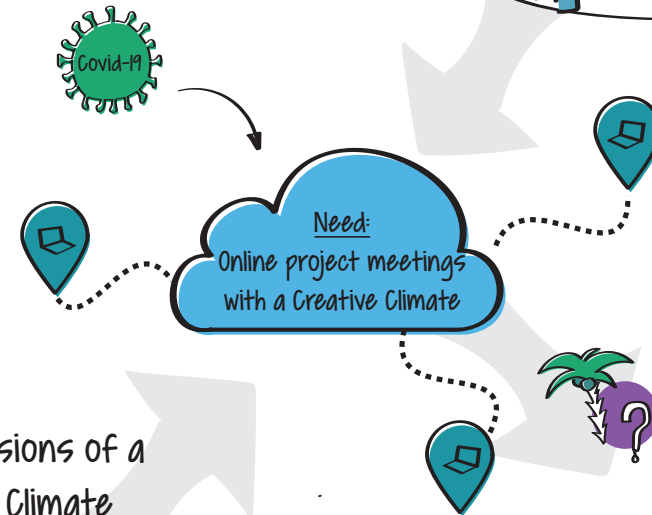 Covid-19
Need:
Online project meetings
with a Creative Climate
?
sions of a
Climate